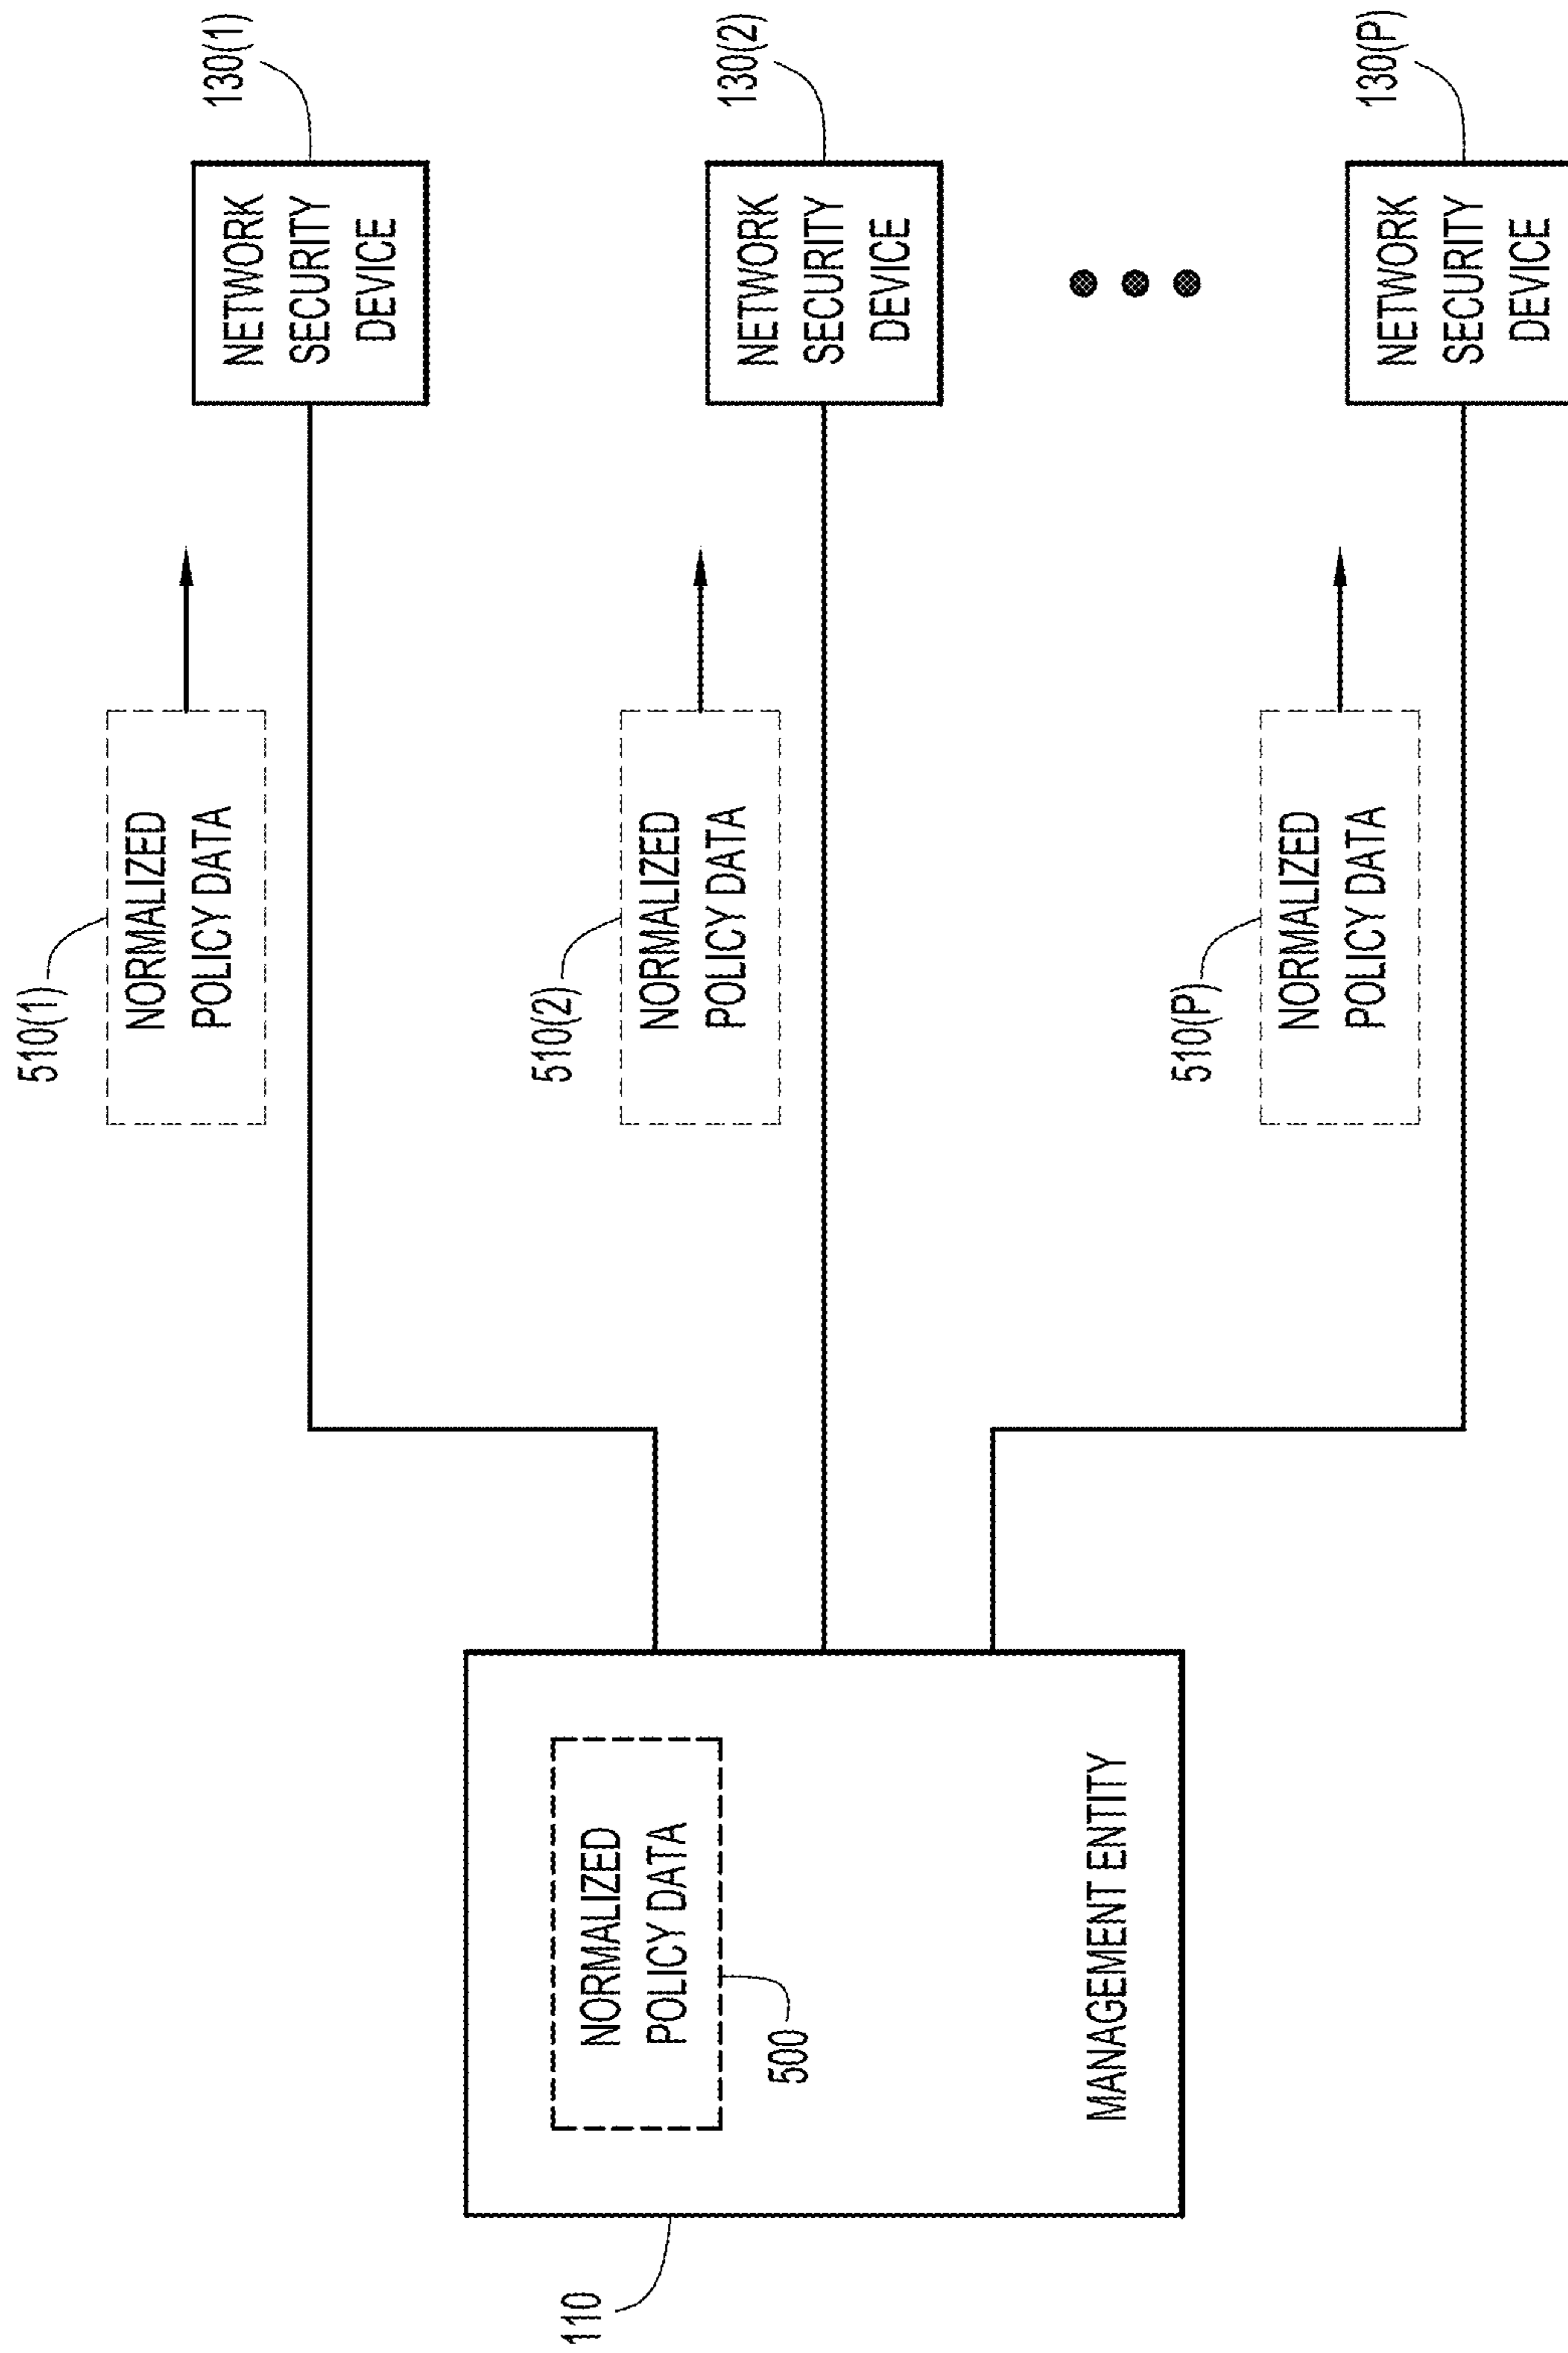 110
NORMALIZED
POLICY DATA
500
MANAGEMENT ENTITY
510(1)
NORMALIZED
POLICY DATA
130(1)
NETWORK
SECURITY
DEVICE
510(2)
NORMALIZED
POLICY DATA
130(2)
NETWORK
SECURITY
DEVICE
510(P)
NORMALIZED
POLICY DATA
130(P)
NETWORK
SECURITY
DEVICE